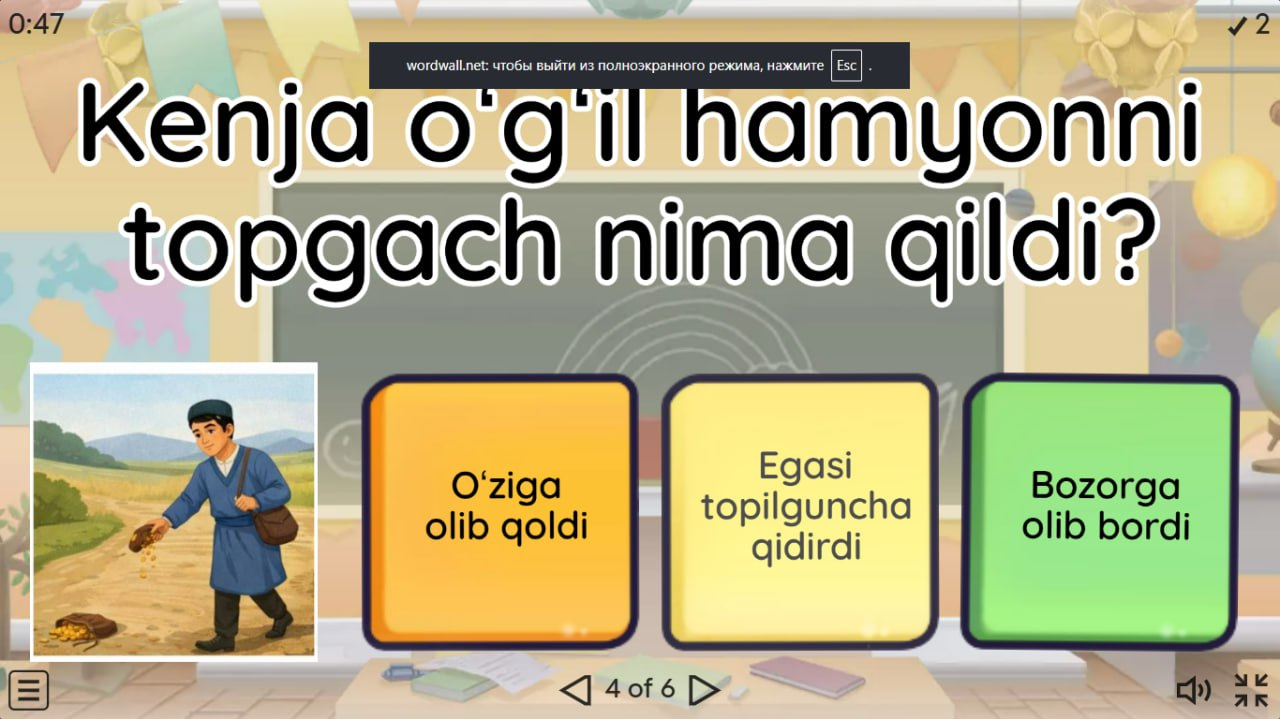 0:47
✓ 2
wordwall.net: чтобы выйти из полноэкранного режима, нажмите Esc .
Kenja oʻgʻil hamyonni
topgach nima qildi?
Oʻziga
olib qoldi
Egasi
topilguncha
qidirdi
Bozorga
olib bordi
4 of 6